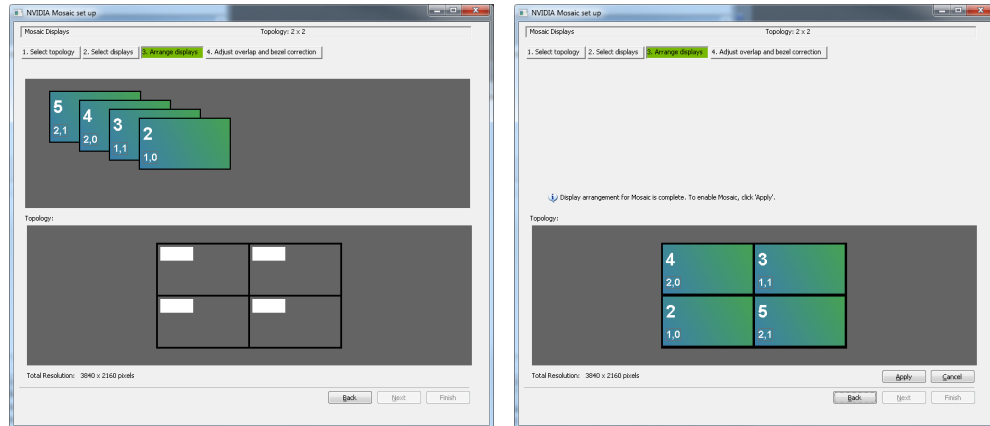 NVIDIA Mosaic set up
Mosaic Displays Topology: 2 x 2
1. Select topology 2. Select displays 3. Arrange displays 4. Adjust overlap and bezel correction
5
2,1
4
2,0
3
1,1
2
1,0
Topology:
Total Resolution: 3840 x 2160 pixels
Back Next Finish
NVIDIA Mosaic set up
Mosaic Displays Topology: 2 x 2
1. Select topology 2. Select displays 3. Arrange displays 4. Adjust overlap and bezel correction
Display arrangement for Mosaic is complete. To enable Mosaic, click 'Apply'.
Topology:
4 3
2,0 1,1
2 5
1,0 2,1
Total Resolution: 3840 x 2160 pixels
Apply Cancel
Back Next Finish